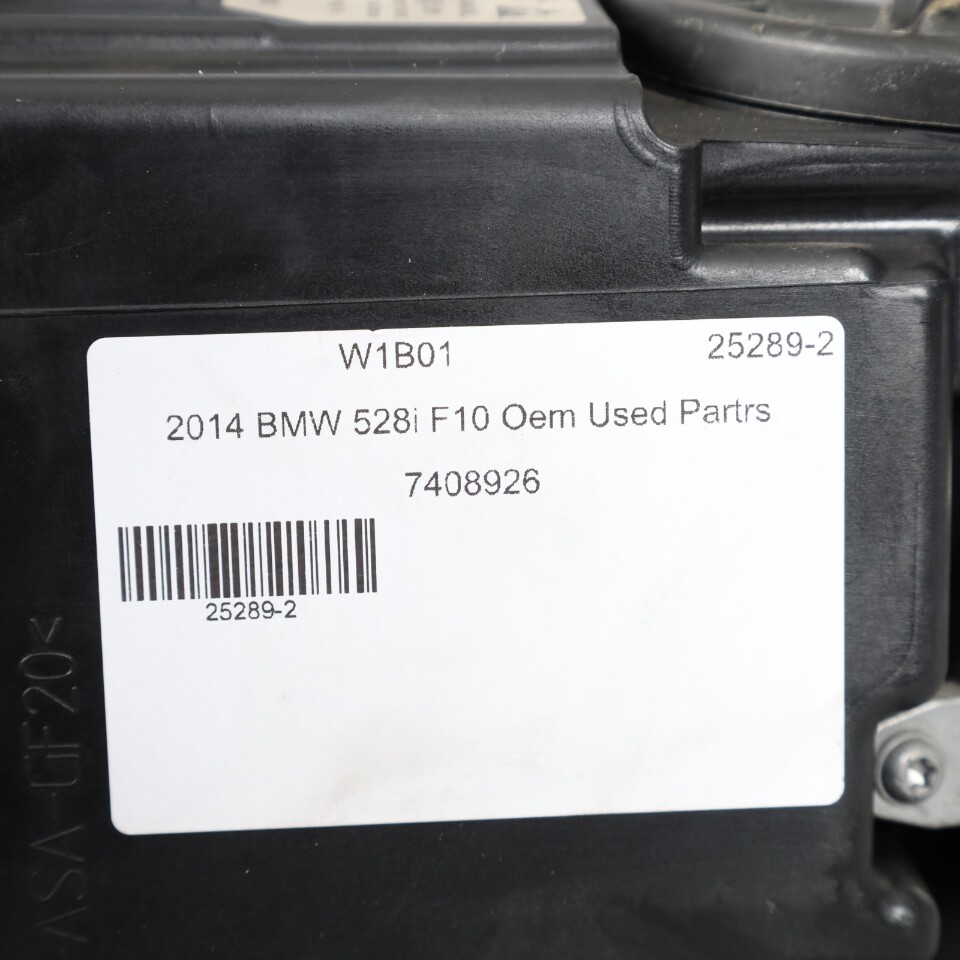 W1B01
25289-2
2014 BMW 528i F10 Oem Used Partrs
7408926
25289-2
ASA-GF20<